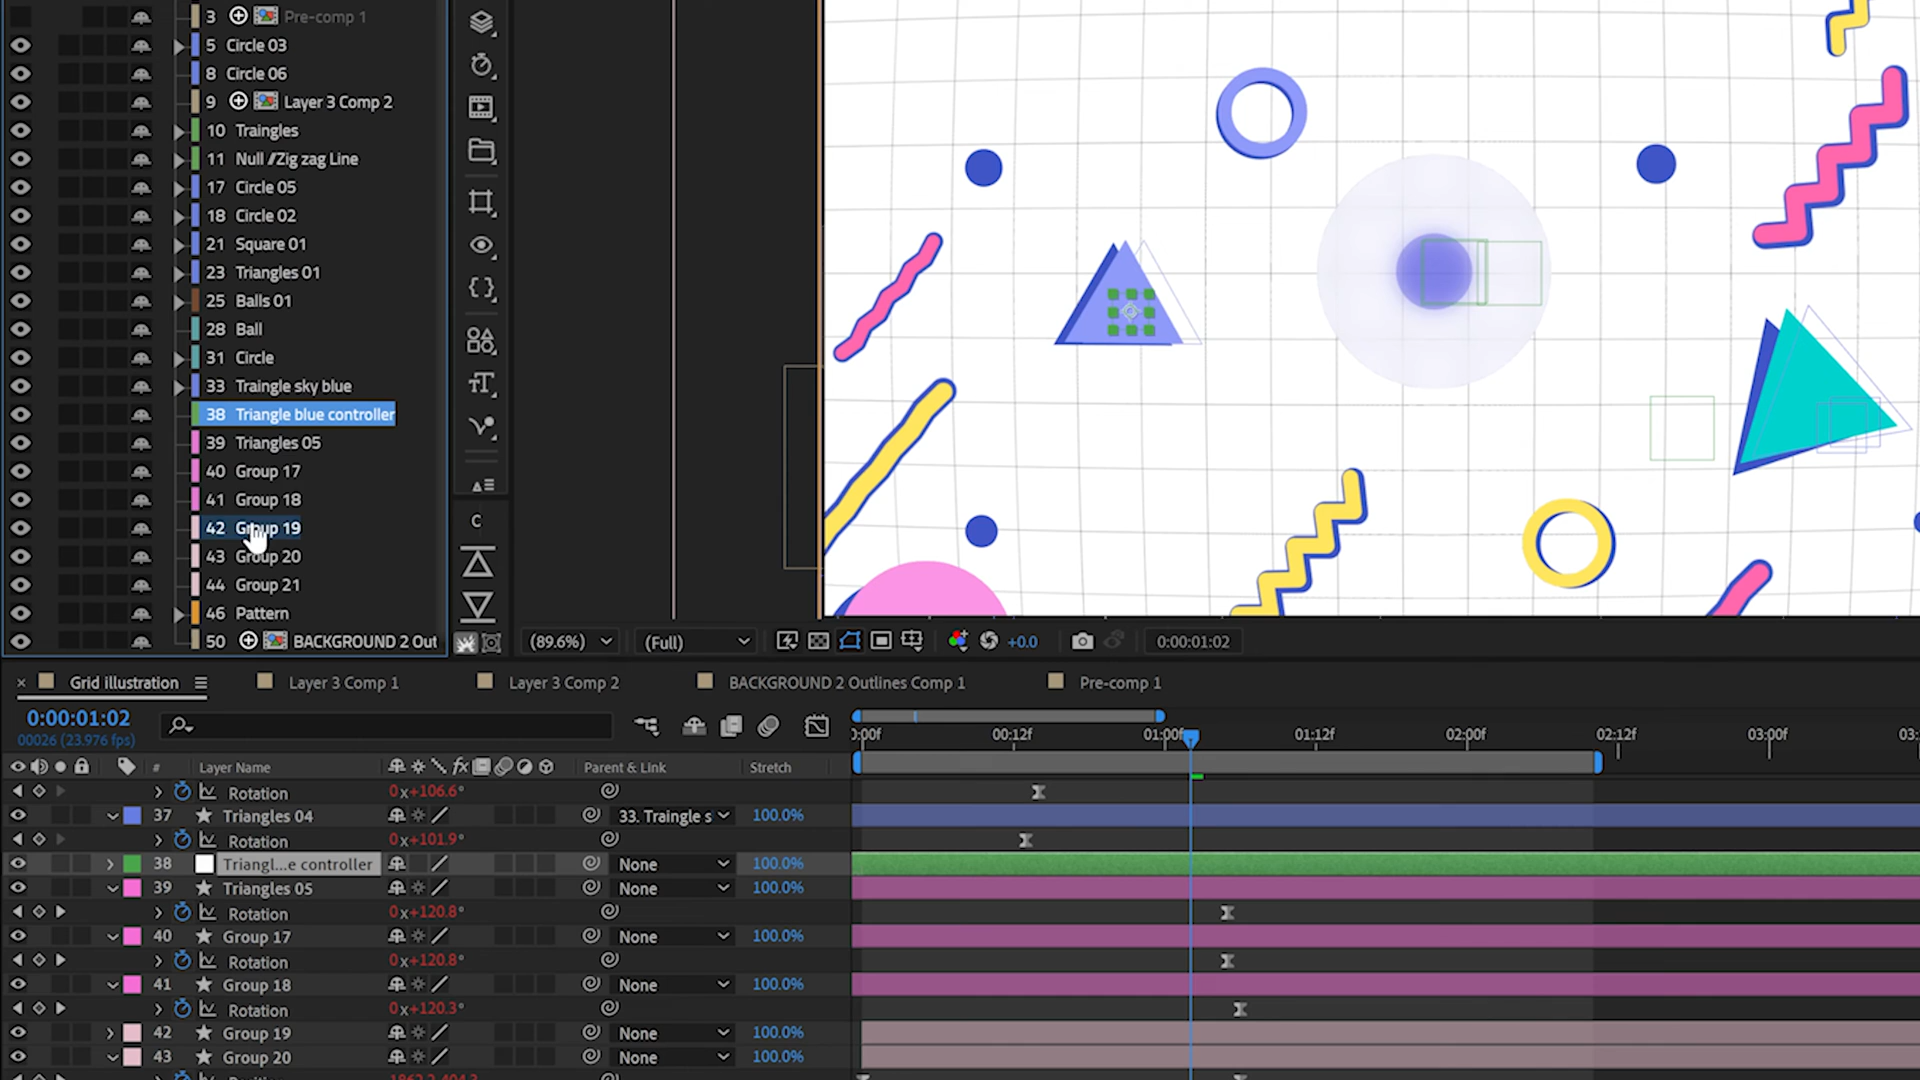 3 Pre-comp 1
5 Circle 03
8 Circle 06
9 Layer 3 Comp 2
10 Traingles
11 Null //Zig zag Line
17 Circle 05
18 Circle 02
21 Square 01
23 Triangles 01
25 Balls 01
28 Ball
31 Circle
33 Traingle sky blue
38 Triangle blue controller
39 Triangles 05
40 Group 17
41 Group 18
42 Group 19
43 Group 20
44 Group 21
46 Pattern
50 BACKGROUND 2 Out
C
(89.6%) (Full) +0.0 0:00:01:02
× Grid illustration Layer 3 Comp 1 Layer 3 Comp 2 BACKGROUND 2 Outlines Comp 1 Pre-comp 1
0:00:01:02
00026 (23.976 fps)
0:00f 00:12f 01:00f 01:12f 02:00f 02:12f 03:00f 03:
# Layer Name fx Parent & Link Stretch
Rotation 0x+106.6°
37 Triangles 04 33. Traingle s 100.0%
Rotation 0x+101.9°
38 Triangl...e controller None 100.0%
39 Triangles 05 None 100.0%
Rotation 0x+120.8°
40 Group 17 None 100.0%
Rotation 0x+120.8°
41 Group 18 None 100.0%
Rotation 0x+120.3°
42 Group 19 None 100.0%
43 Group 20 None 100.0%